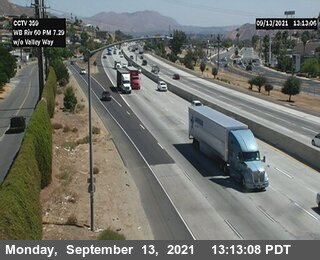 CCTV 359
WB Riv 60 PM 7.29
w/o Valley Way
09/13/2021
13:13:06
Monday, September 13, 2021 13:13:08 PDT